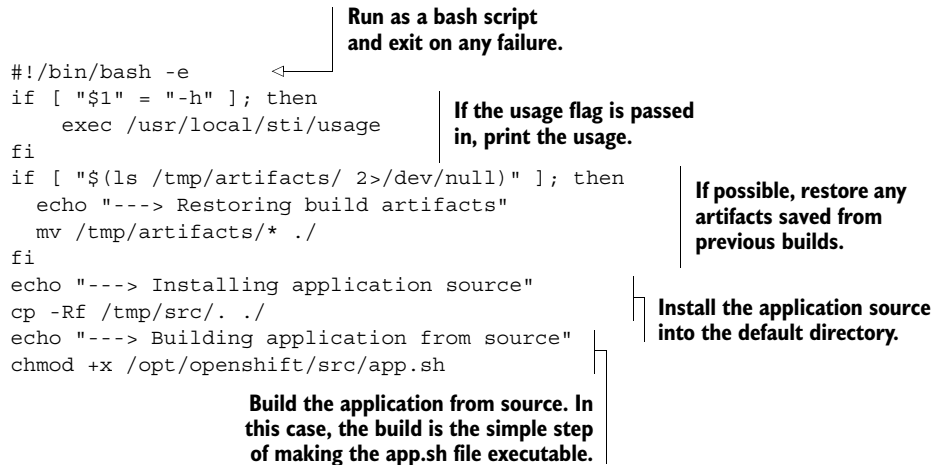 Run as a bash script
and exit on any failure.
#!/bin/bash -e
if [ "$1" = "-h" ]; then
    exec /usr/local/sti/usage
fi
If the usage flag is passed
in, print the usage.
if [ "$(ls /tmp/artifacts/ 2>/dev/null)" ]; then
  echo "---> Restoring build artifacts"
  mv /tmp/artifacts/* ./
fi
If possible, restore any
artifacts saved from
previous builds.
echo "---> Installing application source"
cp -Rf /tmp/src/. ./
Install the application source
into the default directory.
echo "---> Building application from source"
chmod +x /opt/openshift/src/app.sh
Build the application from source. In
this case, the build is the simple step
of making the app.sh file executable.